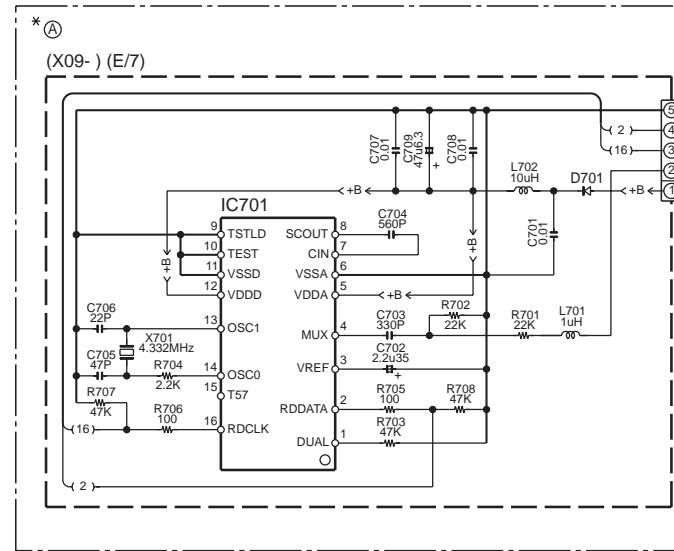 * A
(X09- ) (E/7)
5
4
3
2
1
2
16
C707
0.01
C709
47u6.3
+
C708
0.01
L702
10uH
D701
+B
+B
C701
0.01
IC701
+B
+B
+B
9 TSTLD
10 TEST
11 VSSD
12 VDDD
13 OSC1
14 OSC0
15 T57
16 RDCLK
SCOUT 8
CIN 7
VSSA 6
VDDA 5
MUX 4
VREF 3
RDDATA 2
DUAL 1
C704
560P
R702
22K
C703
330P
R701
22K
L701
1uH
C702
2.2u35
+
R705
100
R708
47K
R703
47K
C706
22P
X701
4.332MHz
C705
47P
R704
2.2K
R707
47K
R706
100
16
2